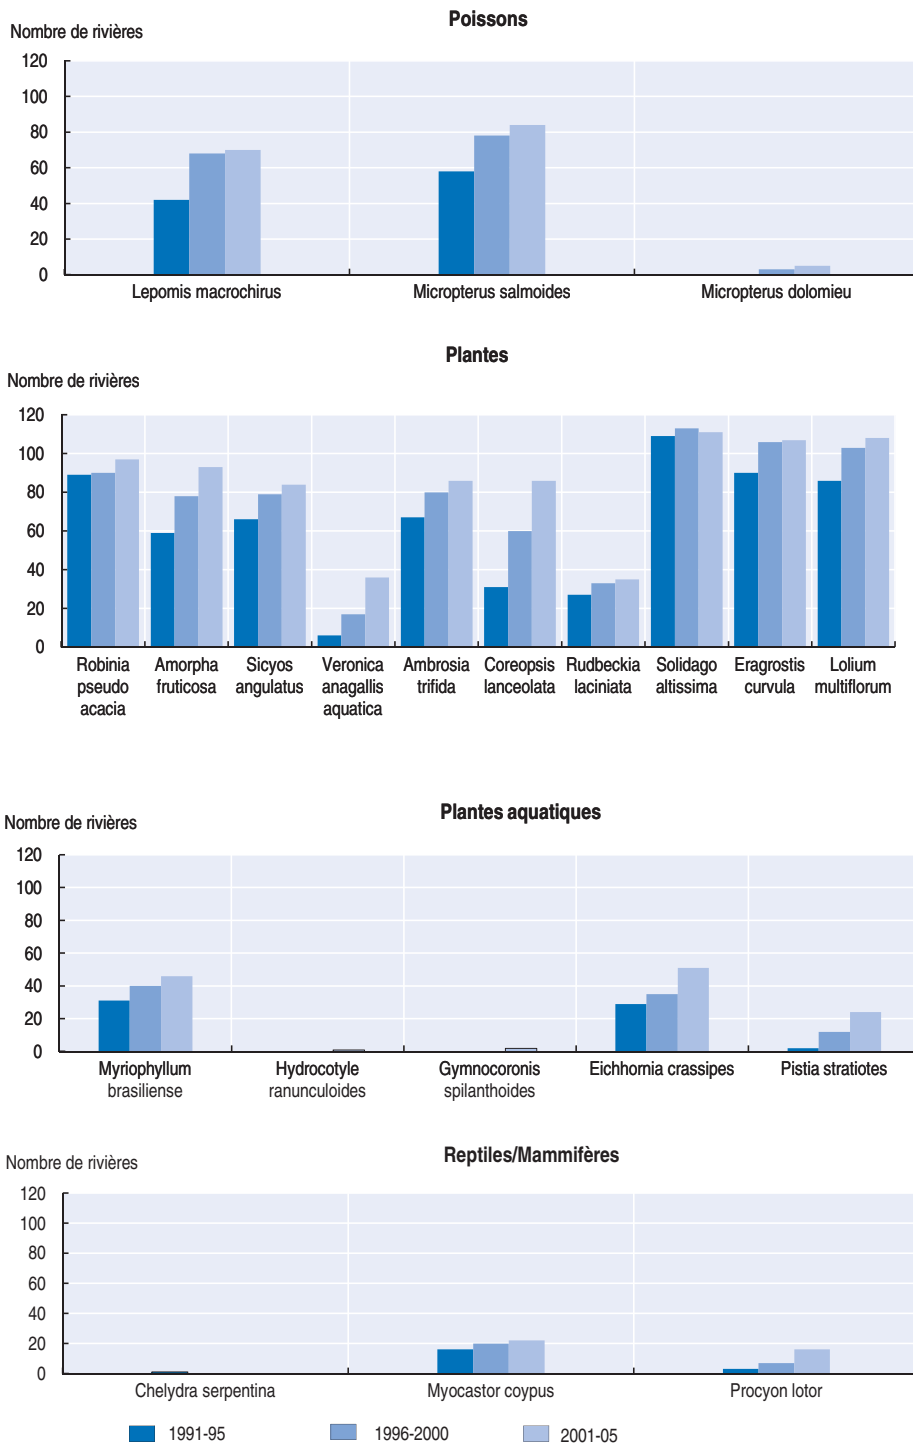 Poissons
Nombre de rivières
120
100
80
60
40
20
0
Lepomis macrochirus
Micropterus salmoides
Micropterus dolomieu
Plantes
Nombre de rivières
120
100
80
60
40
20
0
Robinia pseudo acacia
Amorpha fruticosa
Sicyos angulatus
Veronica anagallis aquatica
Ambrosia trifida
Coreopsis lanceolata
Rudbeckia laciniata
Solidago altissima
Eragrostis curvula
Lolium multiflorum
Plantes aquatiques
Nombre de rivières
120
100
80
60
40
20
0
Myriophyllum brasiliense
Hydrocotyle ranunculoides
Gymnocoronis spilanthoides
Eichhornia crassipes
Pistia stratiotes
Reptiles/Mammifères
Nombre de rivières
120
100
80
60
40
20
0
Chelydra serpentina
Myocastor coypus
Procyon lotor
1991-95
1996-2000
2001-05